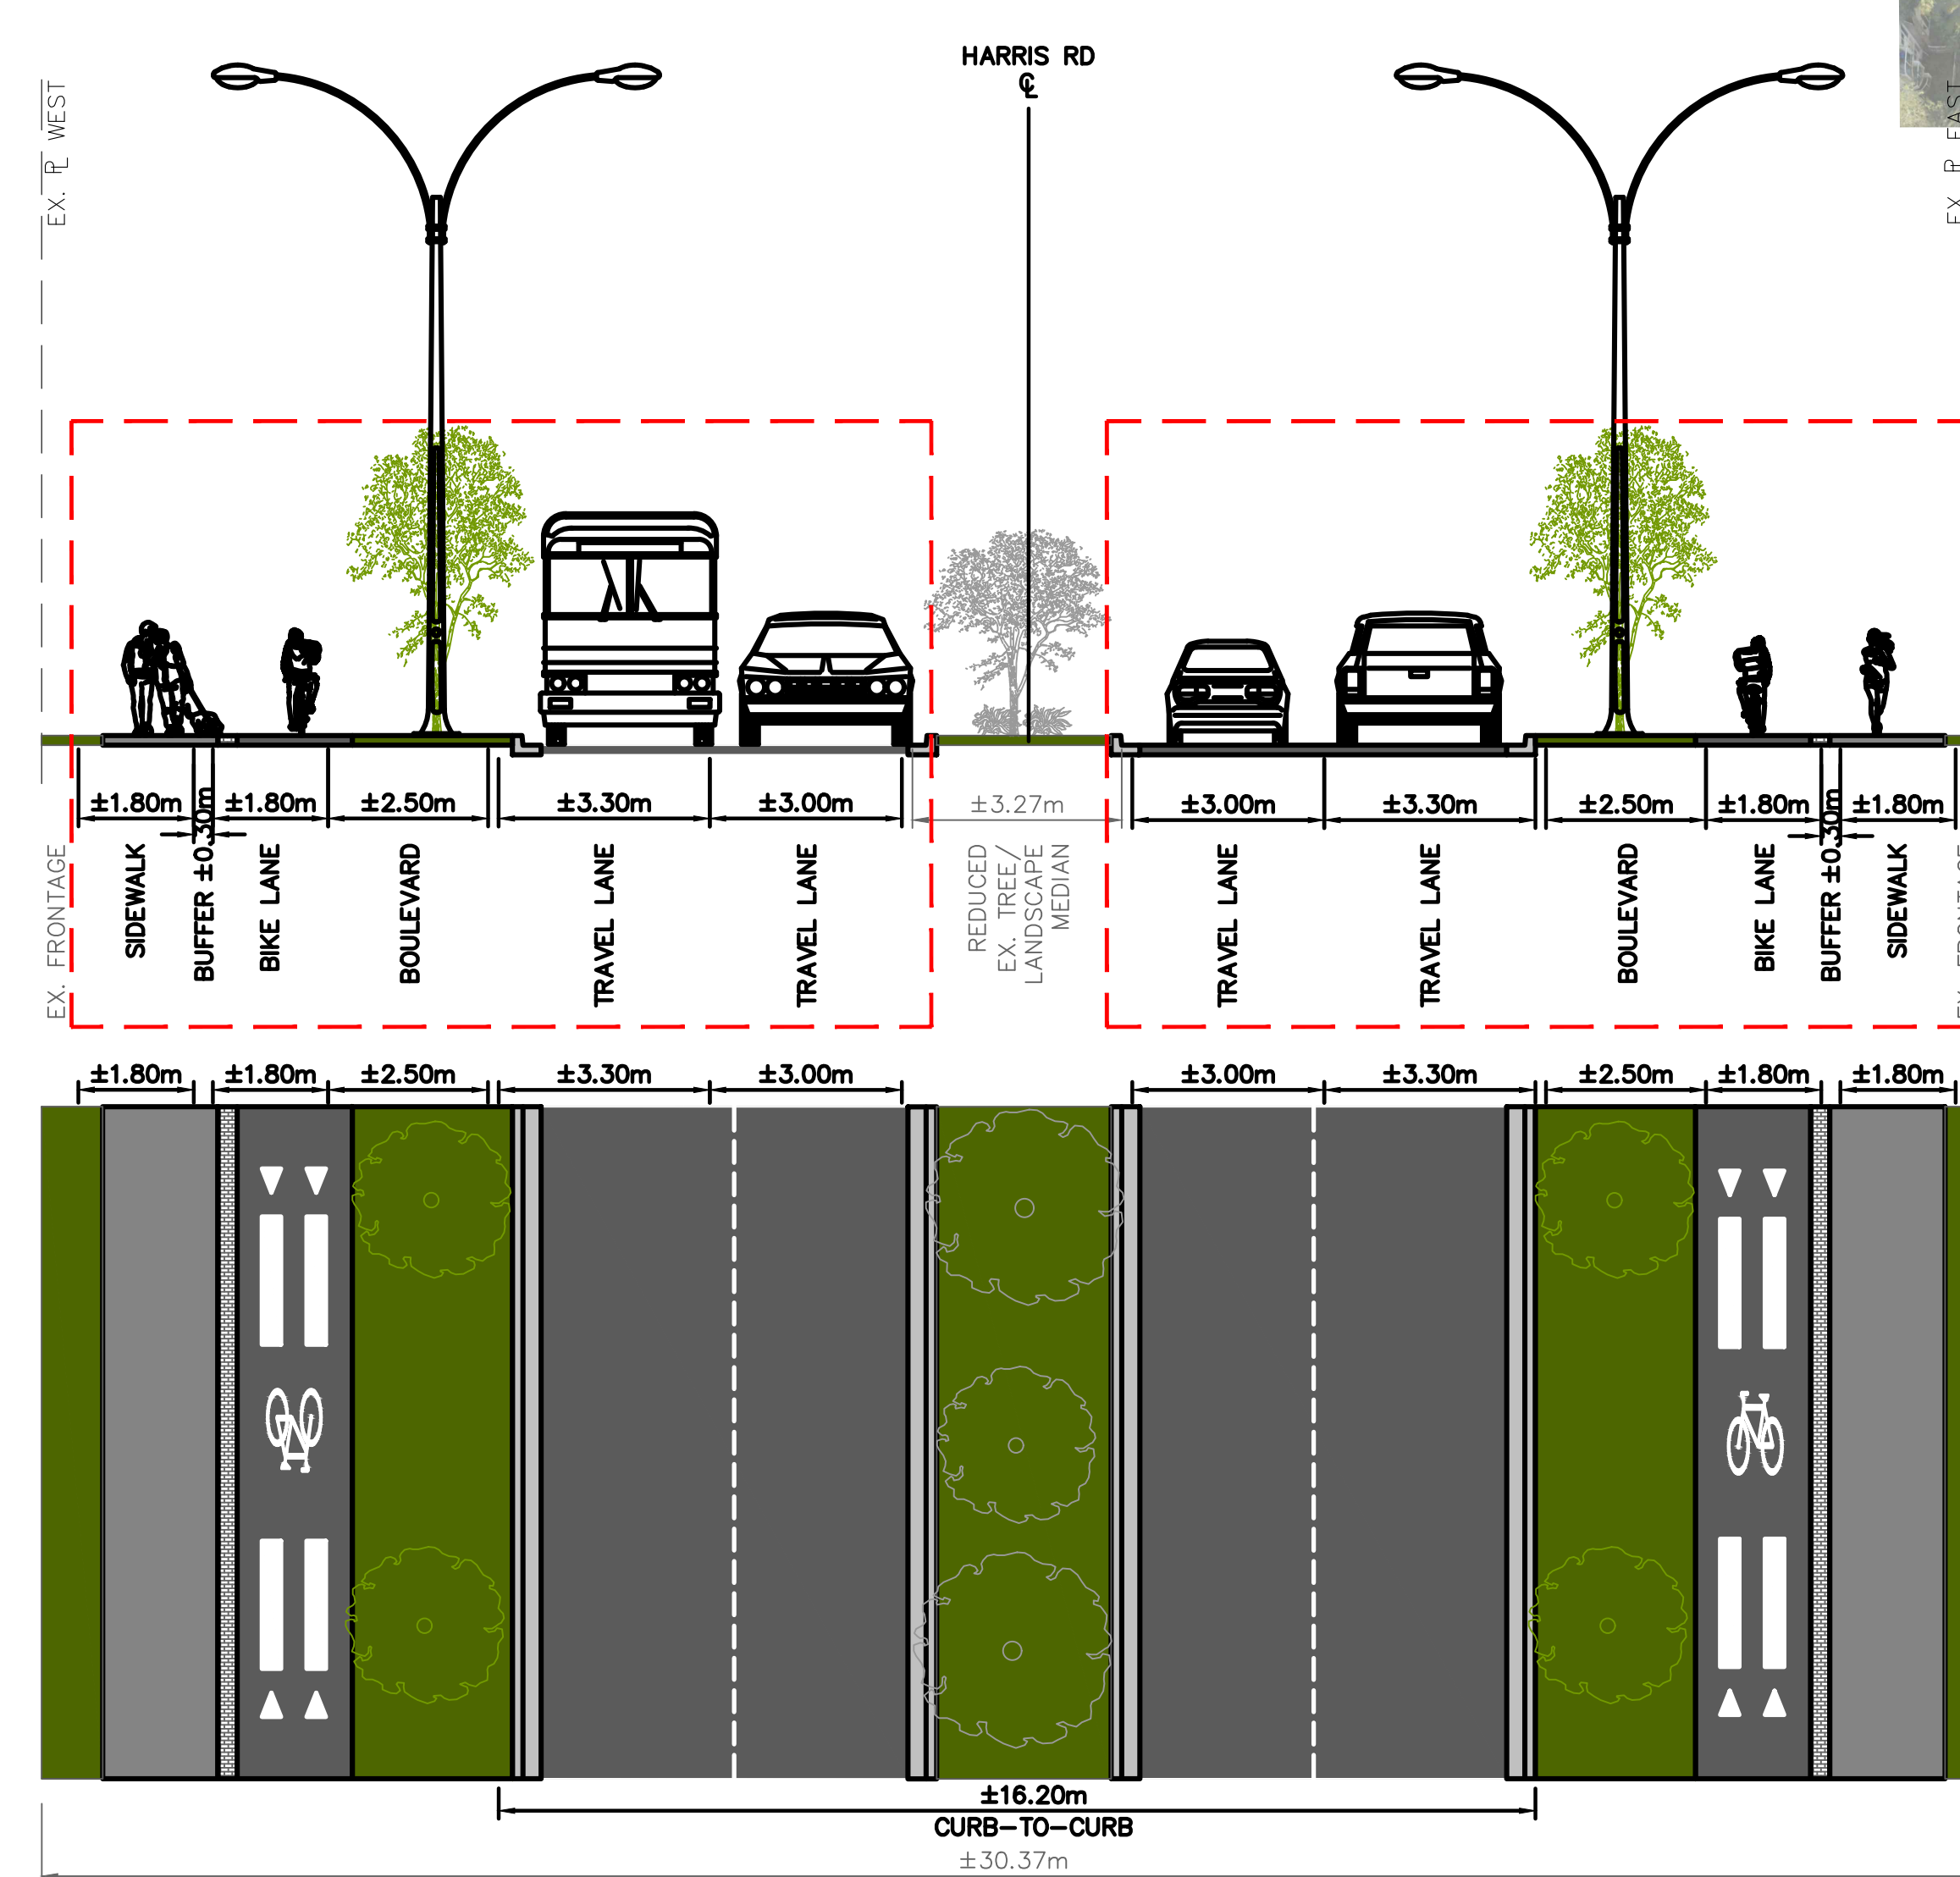 HARRIS RD
℄
EX. ⅊ WEST
EX. ⅊ EAST
±1.80m
±1.80m
±2.50m
±3.30m
±3.00m
±3.27m
±3.00m
±3.30m
±2.50m
±1.80m
±1.80m
EX. FRONTAGE
SIDEWALK
BUFFER ±0.30m
BIKE LANE
BOULEVARD
TRAVEL LANE
TRAVEL LANE
REDUCED
EX. TREE/
LANDSCAPE
MEDIAN
TRAVEL LANE
TRAVEL LANE
BOULEVARD
BIKE LANE
BUFFER ±0.30m
SIDEWALK
EX. FRONTAGE
±1.80m
±1.80m
±2.50m
±3.30m
±3.00m
±3.00m
±3.30m
±2.50m
±1.80m
±1.80m
±16.20m
CURB-TO-CURB
±30.37m